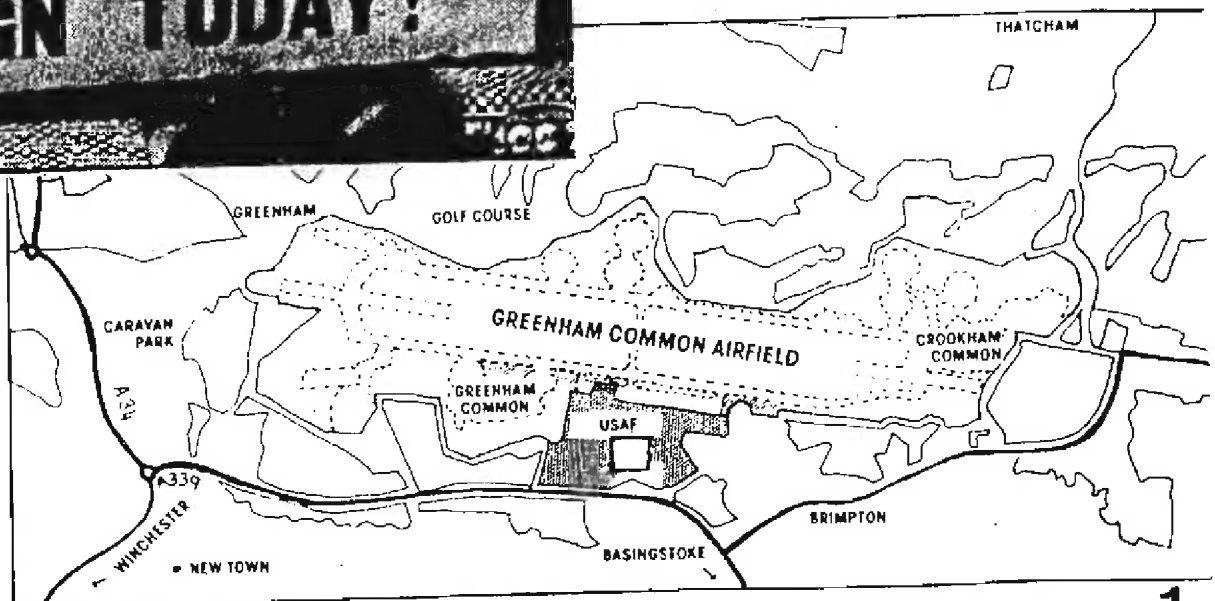 GN TODAY!
THATCHAM
GREENHAM
GOLF COURSE
CARAVAN
PARK
GREENHAM COMMON AIRFIELD
CROOKHAM
COMMON
GREENHAM
COMMON
USAF
A34
A339
WINCHESTER
NEW TOWN
BASINGSTOKE
BRIMPTON
1